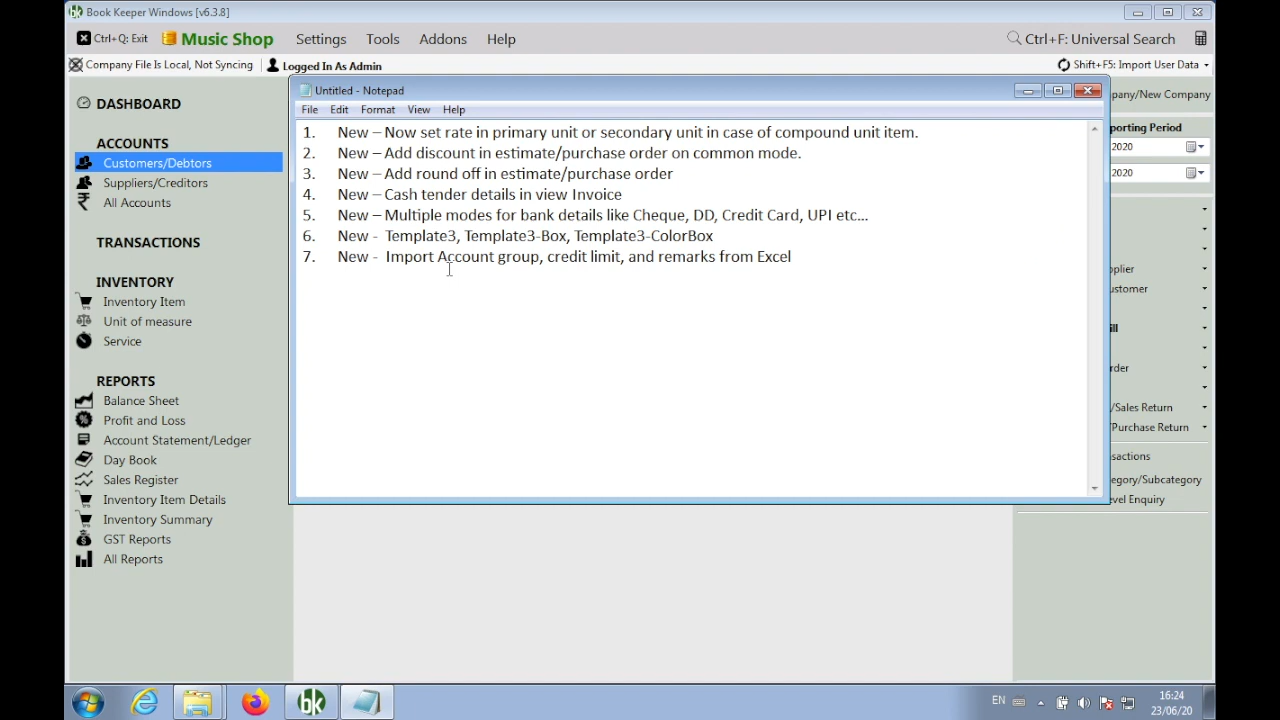 Book Keeper Windows [v6.3.8]
Ctrl+Q: Exit Music Shop Settings Tools Addons Help Ctrl+F: Universal Search
Company File Is Local, Not Syncing Logged In As Admin Shift+F5: Import User Data
Untitled - Notepad
File Edit Format View Help
1. New – Now set rate in primary unit or secondary unit in case of compound unit item.
2. New – Add discount in estimate/purchase order on common mode.
3. New – Add round off in estimate/purchase order
4. New – Cash tender details in view Invoice
5. New – Multiple modes for bank details like Cheque, DD, Credit Card, UPI etc...
6. New - Template3, Template3-Box, Template3-ColorBox
7. New - Import Account group, credit limit, and remarks from Excel
DASHBOARD
ACCOUNTS
Customers/Debtors
Suppliers/Creditors
All Accounts
TRANSACTIONS
INVENTORY
Inventory Item
Unit of measure
Service
REPORTS
Balance Sheet
Profit and Loss
Account Statement/Ledger
Day Book
Sales Register
Inventory Item Details
Inventory Summary
GST Reports
All Reports
pany/New Company
porting Period
2020
2020
plier
ustomer
ill
rder
/Sales Return
/Purchase Return
sactions
egory/Subcategory
evel Enquiry
EN
16:24
23/06/20